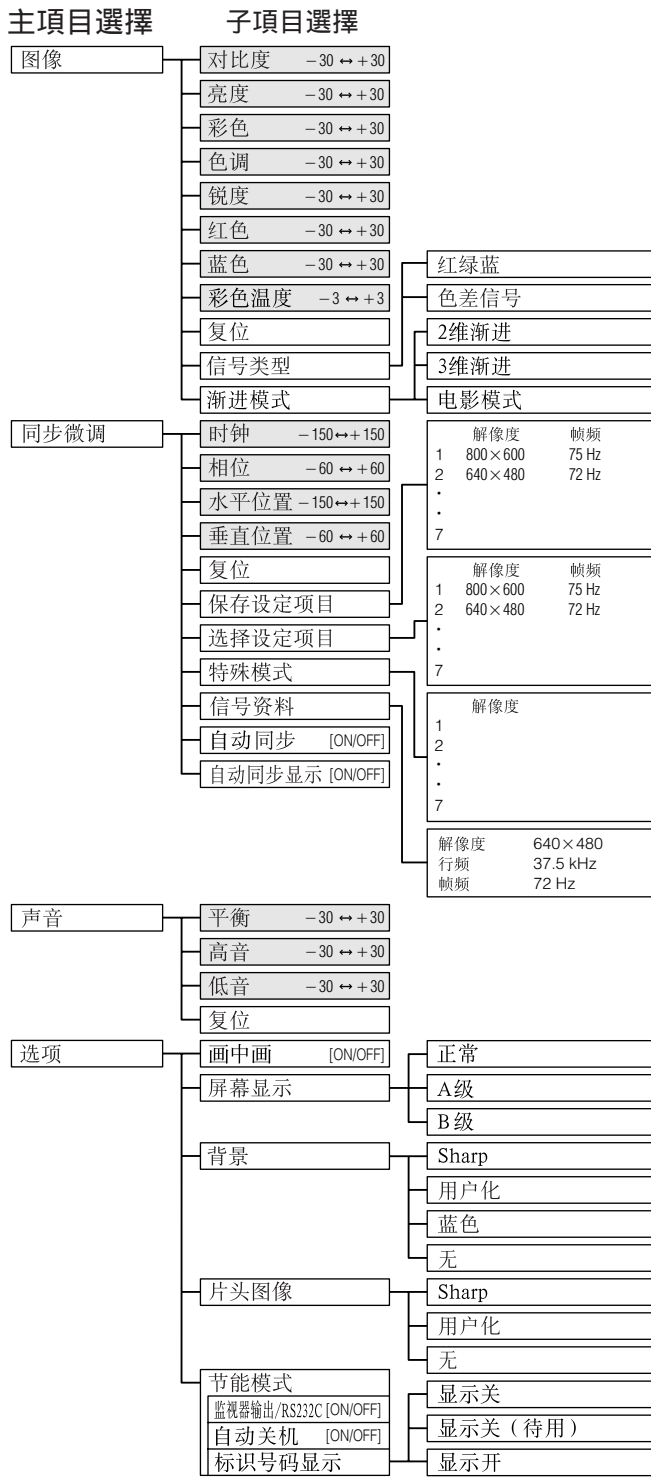 主項目選擇 子項目選擇
图像
对比度 −30 ↔ +30
亮度 −30 ↔ +30
彩色 −30 ↔ +30
色调 −30 ↔ +30
锐度 −30 ↔ +30
红色 −30 ↔ +30
蓝色 −30 ↔ +30
彩色温度 −3 ↔ +3
复位
信号类型
红绿蓝
色差信号
渐进模式
2维渐进
3维渐进
电影模式
同步微调
时钟 −150↔+150
相位 −60 ↔ +60
水平位置 −150↔+150
垂直位置 −60 ↔ +60
复位
保存设定项目
解像度 帧频
1 800×600 75 Hz
2 640×480 72 Hz
·
·
7
选择设定项目
解像度 帧频
1 800×600 75 Hz
2 640×480 72 Hz
·
·
7
特殊模式
解像度
1
2
·
·
7
信号资料
解像度 640×480
行频 37.5 kHz
帧频 72 Hz
自动同步 [ON/OFF]
自动同步显示 [ON/OFF]
声音
平衡 −30 ↔ +30
高音 −30 ↔ +30
低音 −30 ↔ +30
复位
选项
画中画 [ON/OFF]
屏幕显示
正常
A级
B级
背景
Sharp
用户化
蓝色
无
片头图像
Sharp
用户化
无
节能模式
监视器输出/RS232C [ON/OFF]
自动关机 [ON/OFF]
标识号码显示
显示关
显示关（待用）
显示开